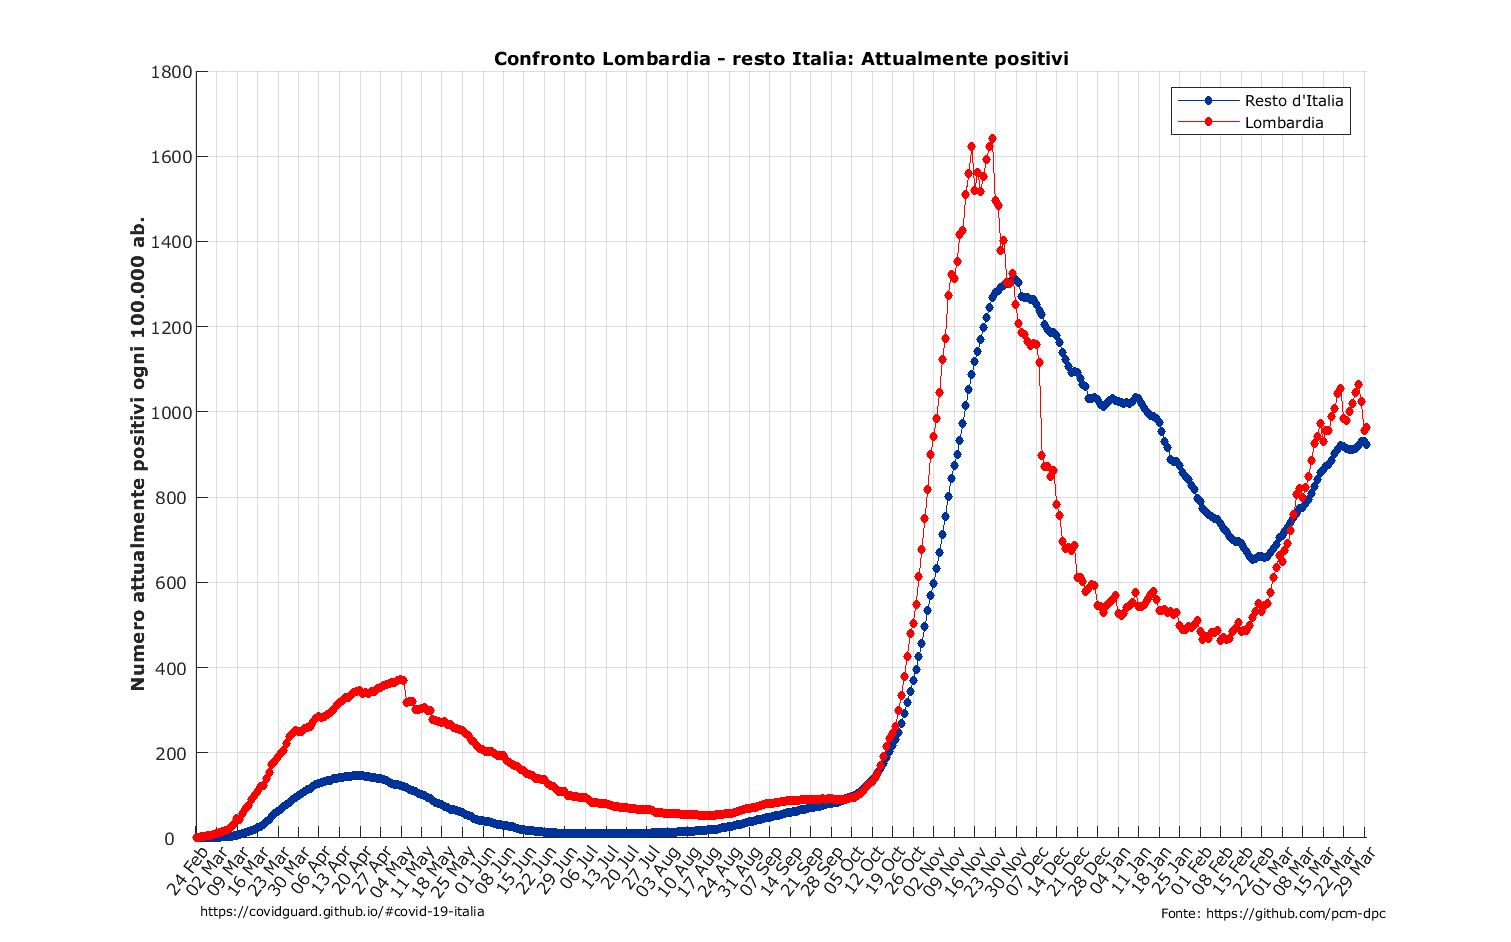 Confronto Lombardia - resto Italia: Attualmente positivi
Resto d'Italia
Lombardia
Numero attualmente positivi ogni 100.000 ab.
1800
1600
1400
1200
1000
800
600
400
200
0
24 Feb
02 Mar
09 Mar
16 Mar
23 Mar
30 Mar
06 Apr
13 Apr
20 Apr
27 Apr
04 May
11 May
18 May
25 May
01 Jun
08 Jun
15 Jun
22 Jun
29 Jun
06 Jul
13 Jul
20 Jul
27 Jul
03 Aug
10 Aug
17 Aug
24 Aug
31 Aug
07 Sep
14 Sep
21 Sep
28 Sep
05 Oct
12 Oct
19 Oct
26 Oct
02 Nov
09 Nov
16 Nov
23 Nov
30 Nov
07 Dec
14 Dec
21 Dec
28 Dec
04 Jan
11 Jan
18 Jan
25 Jan
01 Feb
08 Feb
15 Feb
22 Feb
01 Mar
08 Mar
15 Mar
22 Mar
29 Mar
https://covidguard.github.io/#covid-19-italia
Fonte: https://github.com/pcm-dpc